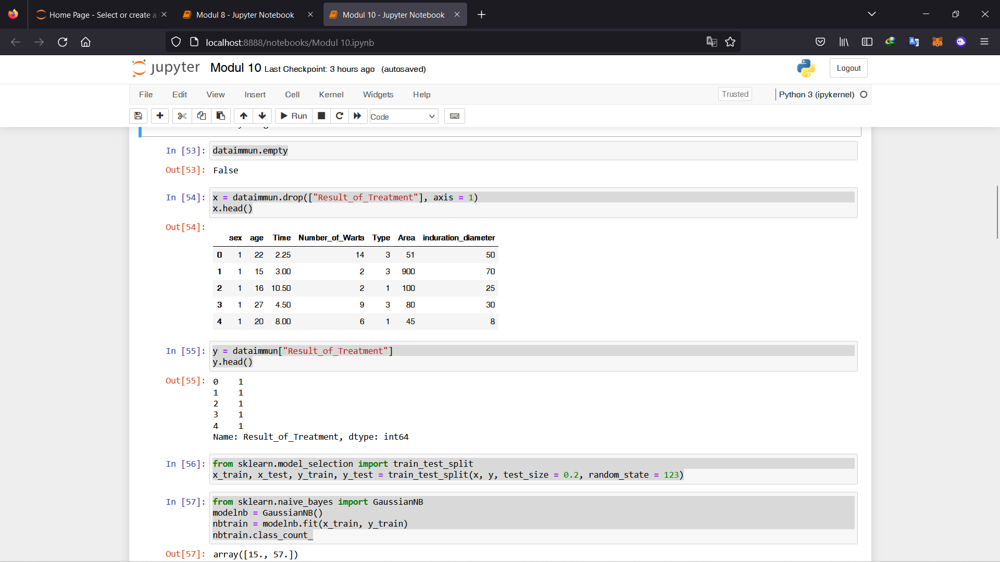 Home Page - Select or create a
Modul 8 - Jupyter Notebook
Modul 10 - Jupyter Notebook
localhost:8888/notebooks/Modul 10.ipynb
jupyter Modul 10 Last Checkpoint: 3 hours ago (autosaved)
Logout
File Edit View Insert Cell Kernel Widgets Help
Trusted
Python 3 (ipykernel)
Run
Code
In [53]: dataimmun.empty
Out[53]: False
In [54]: x = dataimmun.drop(["Result_of_Treatment"], axis = 1)
x.head()
Out[54]:
sex age Time Number_of_Warts Type Area induration_diameter
0 1 22 2.25 14 3 51 50
1 1 15 3.00 2 3 900 70
2 1 16 10.50 2 1 100 25
3 1 27 4.50 9 3 80 30
4 1 20 8.00 6 1 45 8
In [55]: y = dataimmun["Result_of_Treatment"]
y.head()
Out[55]: 0 1
1 1
2 1
3 1
4 1
Name: Result_of_Treatment, dtype: int64
In [56]: from sklearn.model_selection import train_test_split
x_train, x_test, y_train, y_test = train_test_split(x, y, test_size = 0.2, random_state = 123)
In [57]: from sklearn.naive_bayes import GaussianNB
modelnb = GaussianNB()
nbtrain = modelnb.fit(x_train, y_train)
nbtrain.class_count_
Out[57]: array([15., 57.])